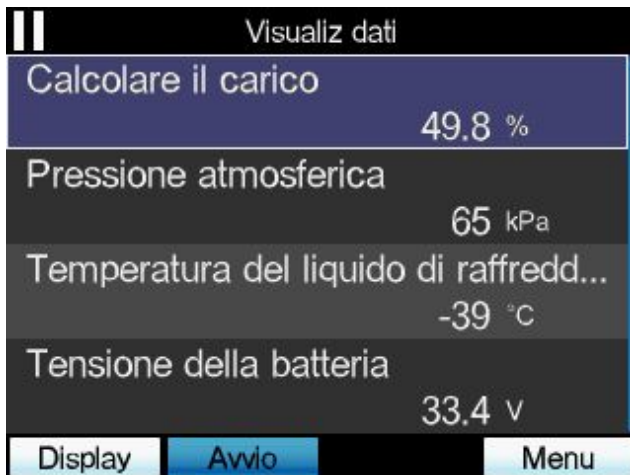 Visualiz dati
Calcolare il carico
49.8 %
Pressione atmosferica
65 kPa
Temperatura del liquido di raffredd...
-39 °C
Tensione della batteria
33.4 V
Display Avvio Menu